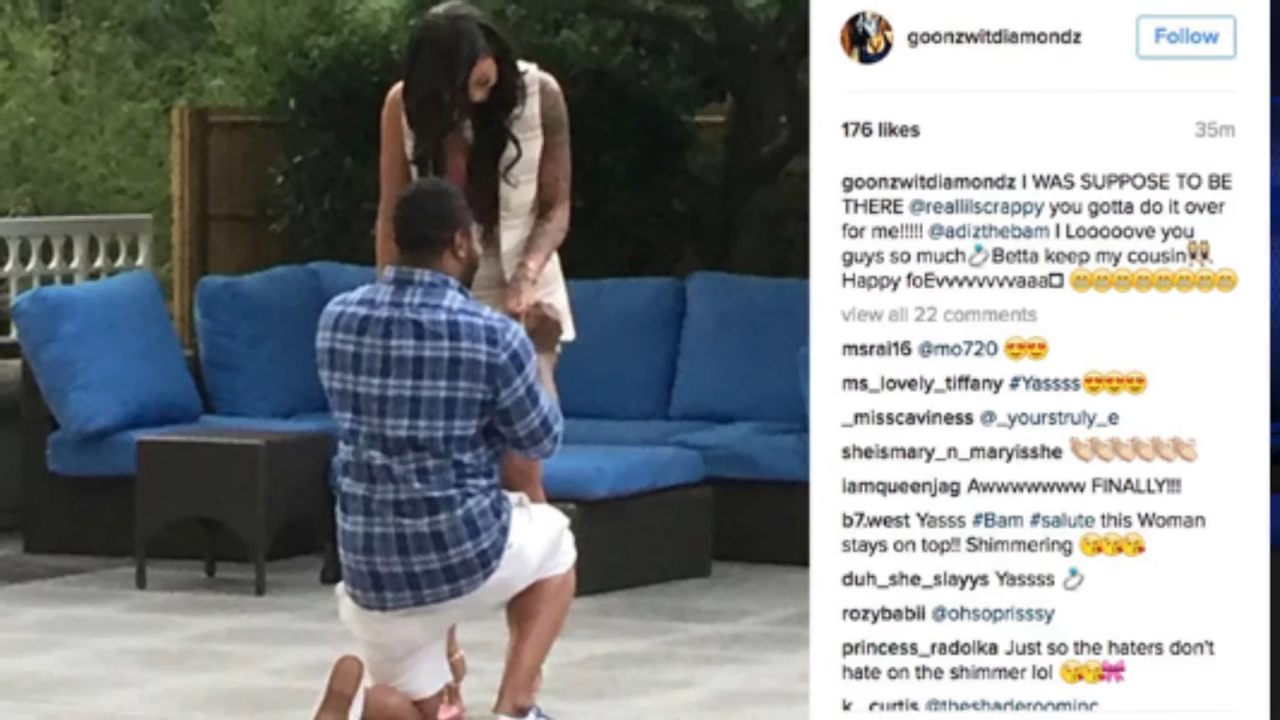 goonzwitdiamondz
Follow
176 likes
35m
goonzwitdiamondz I WAS SUPPOSE TO BE
THERE @reallilscrappy you gotta do it over
for me!!!!! @adizthebam I Looooove you
guys so much💍Betta keep my cousin👯.
Happy foEvvvvvvvvaaa☐ 😁😁😁😁😁😁😁😁
view all 22 comments
msrai16 @mo720 😍😍
ms_lovely_tiffany #Yassss😍😍😍
_misscaviness @_yourstruly_e
sheismary_n_maryisshe 👏🏼👏🏼👏🏼👏🏼👏🏼👏🏼
iamqueenjag Awwwwwww FINALLY!!!
b7.west Yasss #Bam #salute this Woman
stays on top!! Shimmering 😘😘😘
duh_she_slayys Yassss 💍
rozybabii @ohsoprisssy
princess_radolka Just so the haters don't
hate on the shimmer lol 😘😘🎀
k__curtis @theshaderoominc